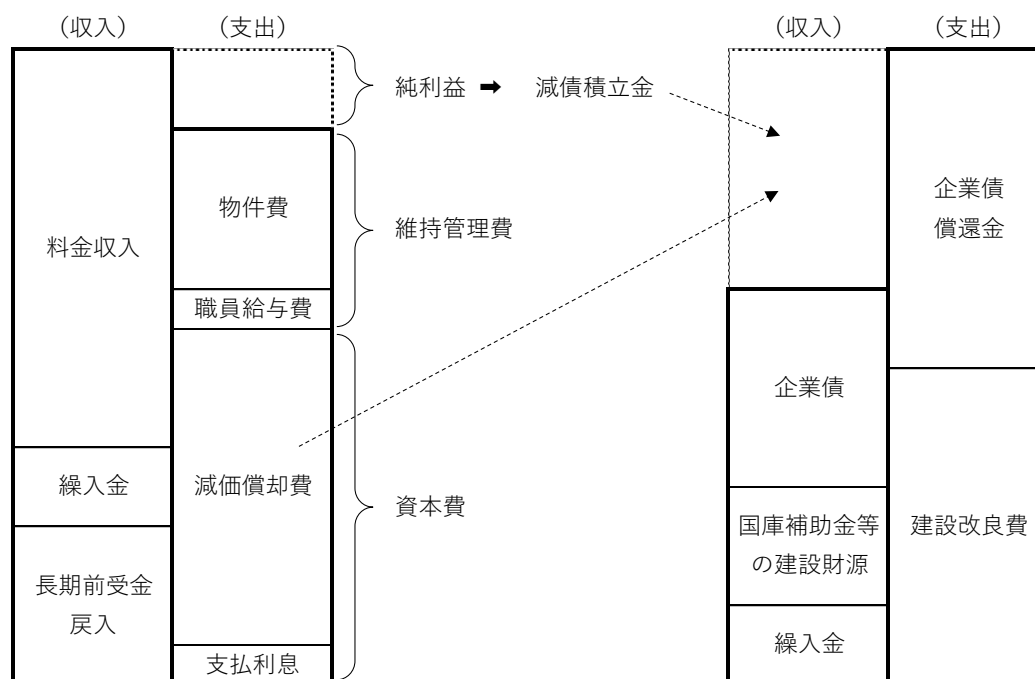 （収入）
（支出）
料金収入
繰入金
長期前受金
戻入
物件費
職員給与費
減価償却費
支払利息
純利益 ➡ 減債積立金
維持管理費
資本費
（収入）
（支出）
企業債
国庫補助金等
の建設財源
繰入金
企業債
償還金
建設改良費